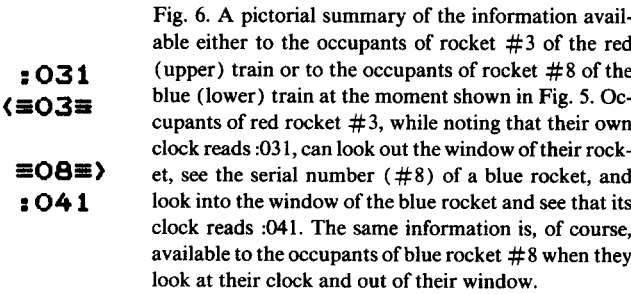 :031
<≡03≡
≡08≡>
:041
Fig. 6. A pictorial summary of the information avail-
able either to the occupants of rocket #3 of the red
(upper) train or to the occupants of rocket #8 of the
blue (lower) train at the moment shown in Fig. 5. Oc-
cupants of red rocket #3, while noting that their own
clock reads :031, can look out the window of their rock-
et, see the serial number (#8) of a blue rocket, and
look into the window of the blue rocket and see that its
clock reads :041. The same information is, of course,
available to the occupants of blue rocket #8 when they
look at their clock and out of their window.